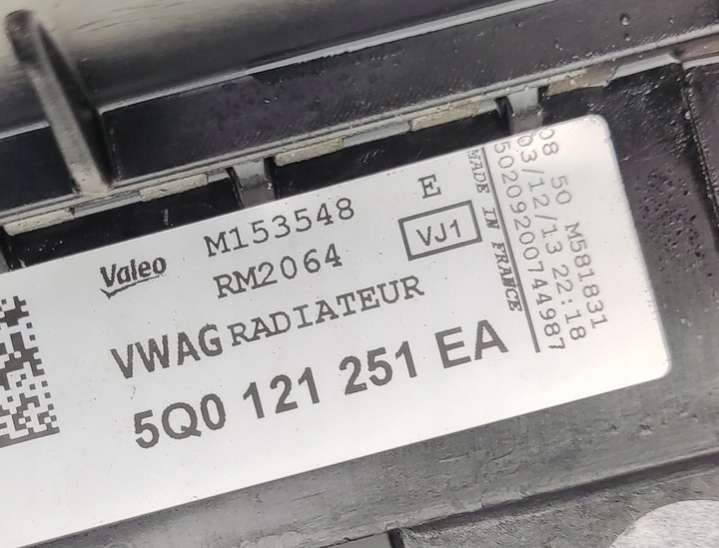 Valeo M153548 E
RM2064 VJ1
VWAG RADIATEUR
5Q0 121 251 EA
MADE IN FRANCE
08 50 M581831
03/12/13 22:18
5020920074498７